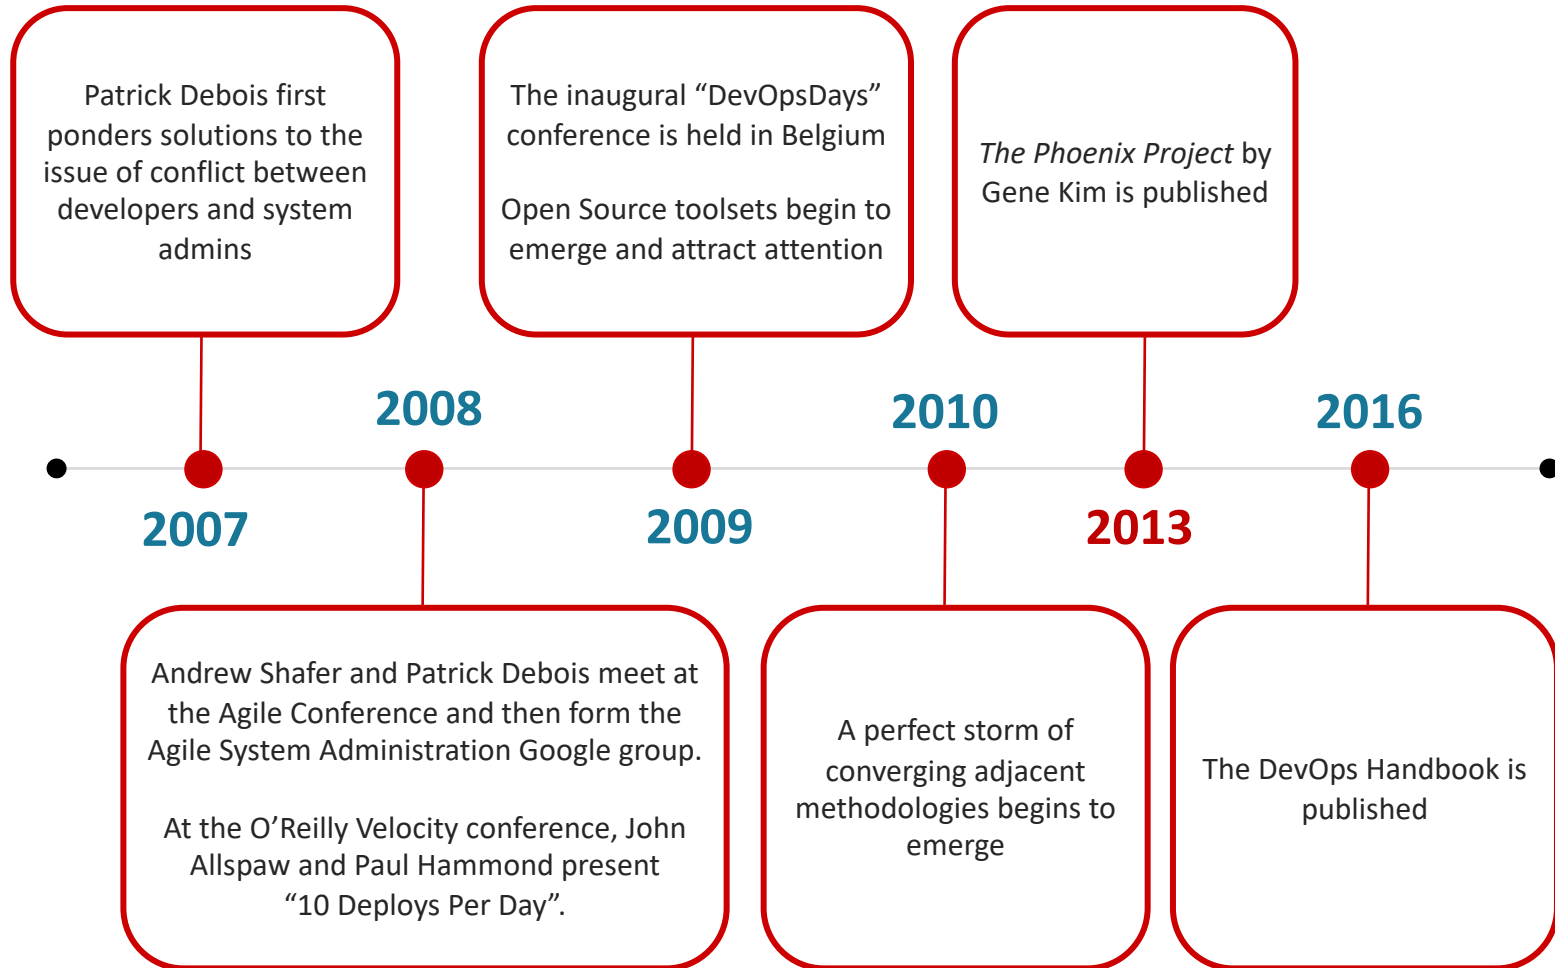 Patrick Debois first
ponders solutions to the
issue of conflict between
developers and system
admins
The inaugural “DevOpsDays”
conference is held in Belgium
Open Source toolsets begin to
emerge and attract attention
The Phoenix Project by
Gene Kim is published
2008
2010
2016
2007
2009
2013
Andrew Shafer and Patrick Debois meet at
the Agile Conference and then form the
Agile System Administration Google group.
At the O’Reilly Velocity conference, John
Allspaw and Paul Hammond present
“10 Deploys Per Day”.
A perfect storm of
converging adjacent
methodologies begins to
emerge
The DevOps Handbook is
published